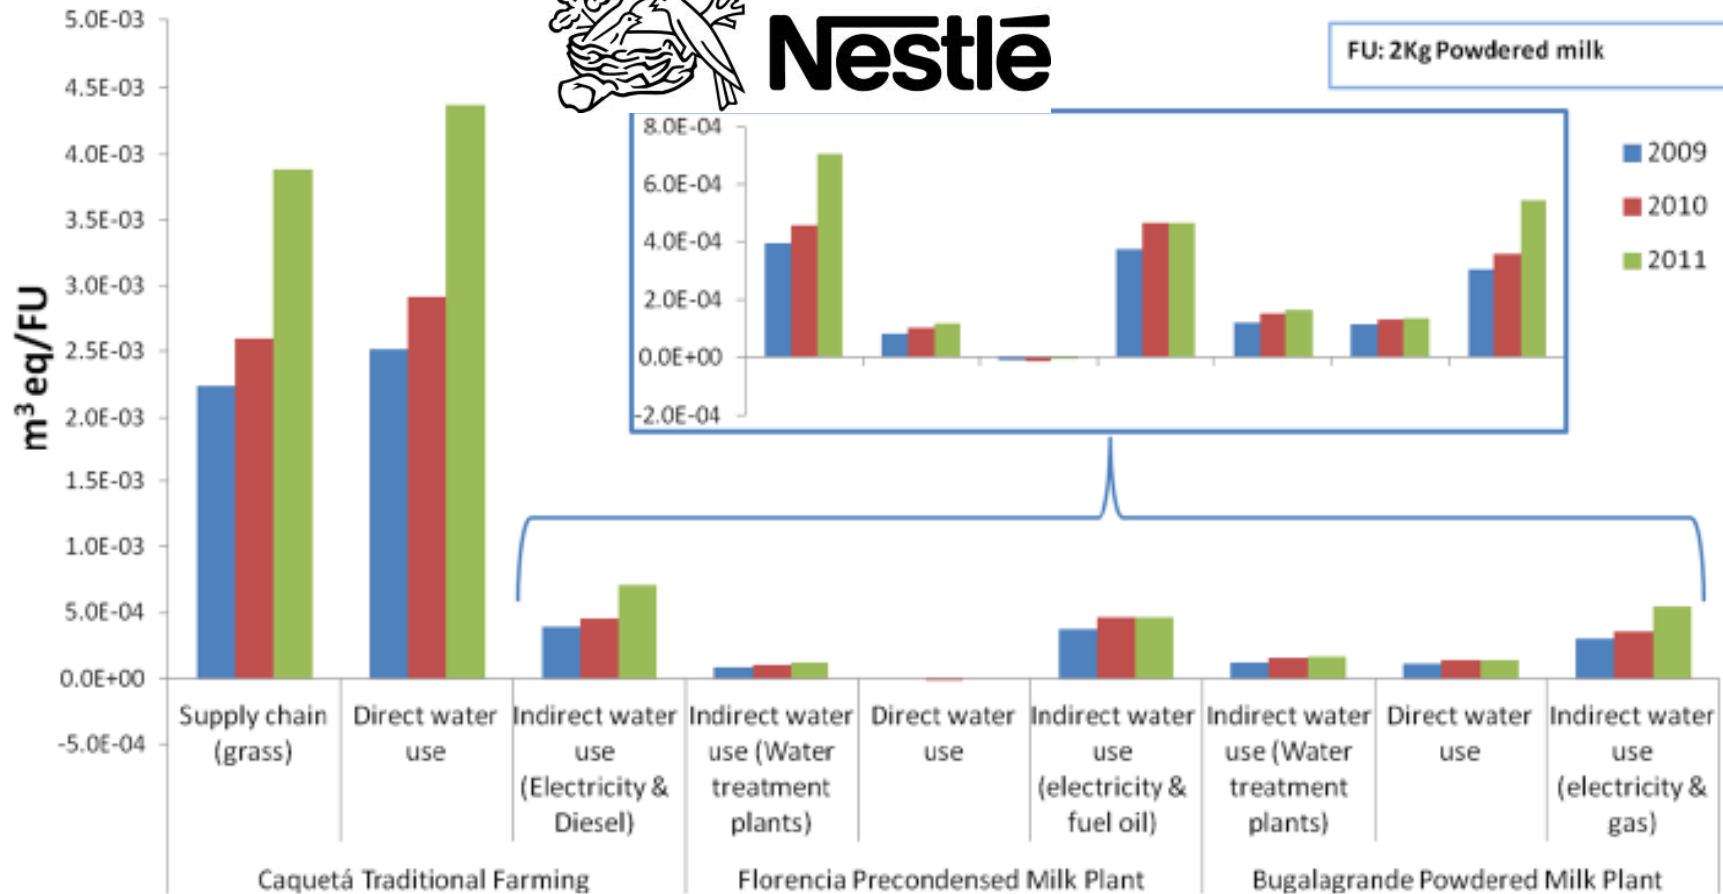 Nestlé
FU: 2Kg Powdered milk
5.0E-03
4.5E-03
4.0E-03
3.5E-03
3.0E-03
2.5E-03
2.0E-03
1.5E-03
1.0E-03
5.0E-04
0.0E+00
-5.0E-04
m³ eq/FU
8.0E-04
6.0E-04
4.0E-04
2.0E-04
0.0E+00
-2.0E-04
2009
2010
2011
Supply chain
(grass)
Direct water
use
Indirect water
use
(Electricity &
Diesel)
Indirect water
use (Water
treatment
plants)
Direct water
use
Indirect water
use
(electricity &
fuel oil)
Indirect water
use (Water
treatment
plants)
Direct water
use
Indirect water
use
(electricity &
gas)
Caquetá Traditional Farming
Florencia Precondensed Milk Plant
Bugalagrande Powdered Milk Plant